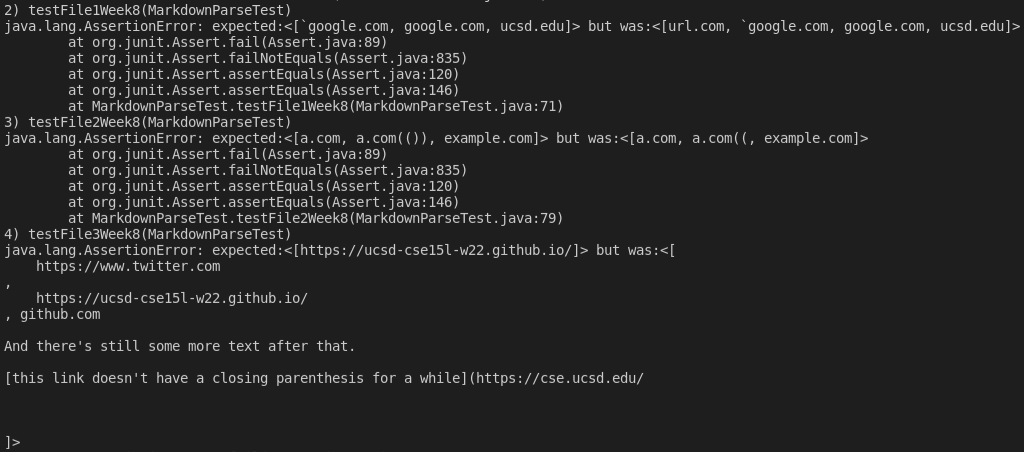 2) testFile1Week8(MarkdownParseTest)
java.lang.AssertionError: expected:<[`google.com, google.com, ucsd.edu]> but was:<[url.com, `google.com, google.com, ucsd.edu]>
        at org.junit.Assert.fail(Assert.java:89)
        at org.junit.Assert.failNotEquals(Assert.java:835)
        at org.junit.Assert.assertEquals(Assert.java:120)
        at org.junit.Assert.assertEquals(Assert.java:146)
        at MarkdownParseTest.testFile1Week8(MarkdownParseTest.java:71)
3) testFile2Week8(MarkdownParseTest)
java.lang.AssertionError: expected:<[a.com, a.com(()), example.com]> but was:<[a.com, a.com((, example.com]>
        at org.junit.Assert.fail(Assert.java:89)
        at org.junit.Assert.failNotEquals(Assert.java:835)
        at org.junit.Assert.assertEquals(Assert.java:120)
        at org.junit.Assert.assertEquals(Assert.java:146)
        at MarkdownParseTest.testFile2Week8(MarkdownParseTest.java:79)
4) testFile3Week8(MarkdownParseTest)
java.lang.AssertionError: expected:<[https://ucsd-cse15l-w22.github.io/]> but was:<[
    https://www.twitter.com
,
    https://ucsd-cse15l-w22.github.io/
, github.com

And there's still some more text after that.

[this link doesn't have a closing parenthesis for a while](https://cse.ucsd.edu/



]>